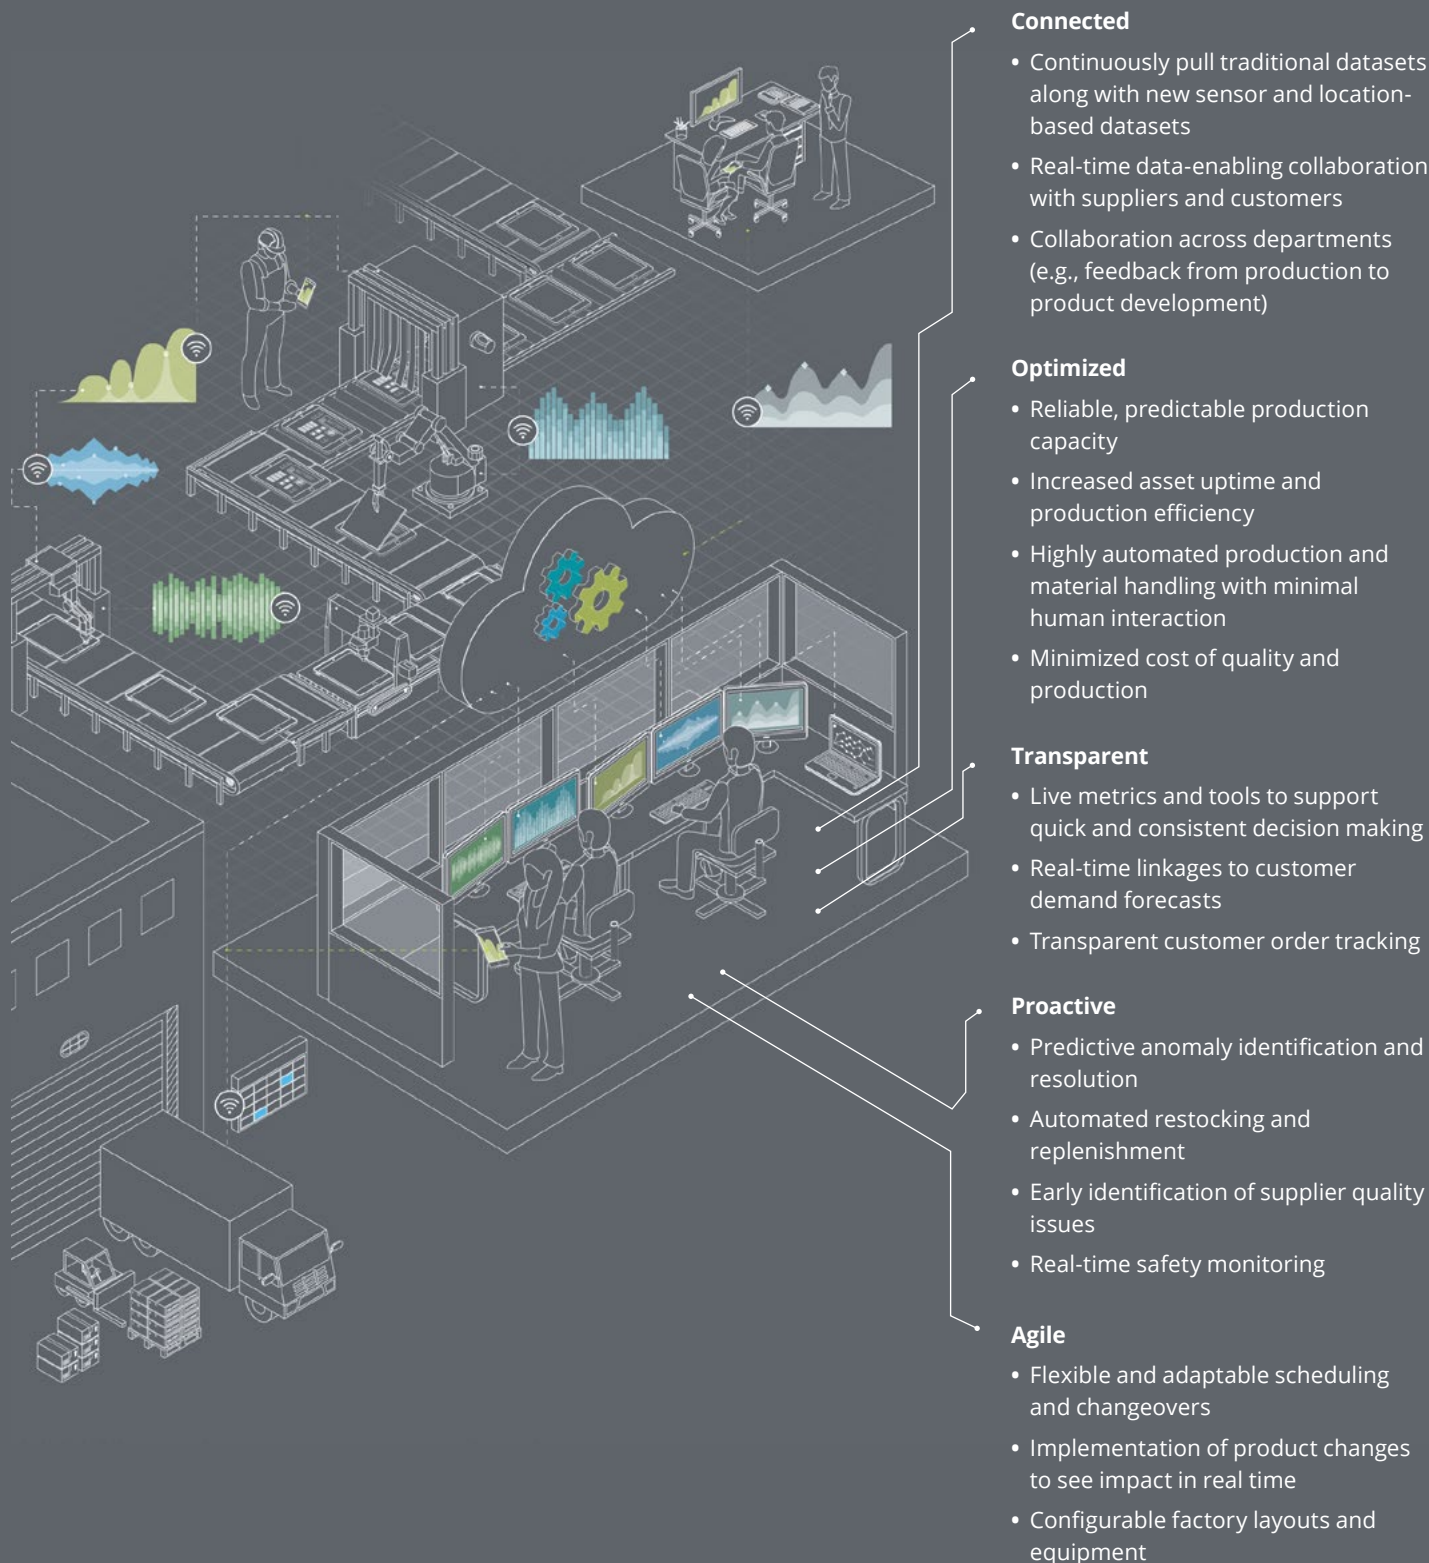 Connected
• Continuously pull traditional datasets
along with new sensor and location-
based datasets
• Real-time data-enabling collaboration
with suppliers and customers
• Collaboration across departments
(e.g., feedback from production to
product development)
Optimized
• Reliable, predictable production
capacity
• Increased asset uptime and
production efficiency
• Highly automated production and
material handling with minimal
human interaction
• Minimized cost of quality and
production
Transparent
• Live metrics and tools to support
quick and consistent decision making
• Real-time linkages to customer
demand forecasts
• Transparent customer order tracking
Proactive
• Predictive anomaly identification and
resolution
• Automated restocking and
replenishment
• Early identification of supplier quality
issues
• Real-time safety monitoring
Agile
• Flexible and adaptable scheduling
and changeovers
• Implementation of product changes
to see impact in real time
• Configurable factory layouts and
equipment